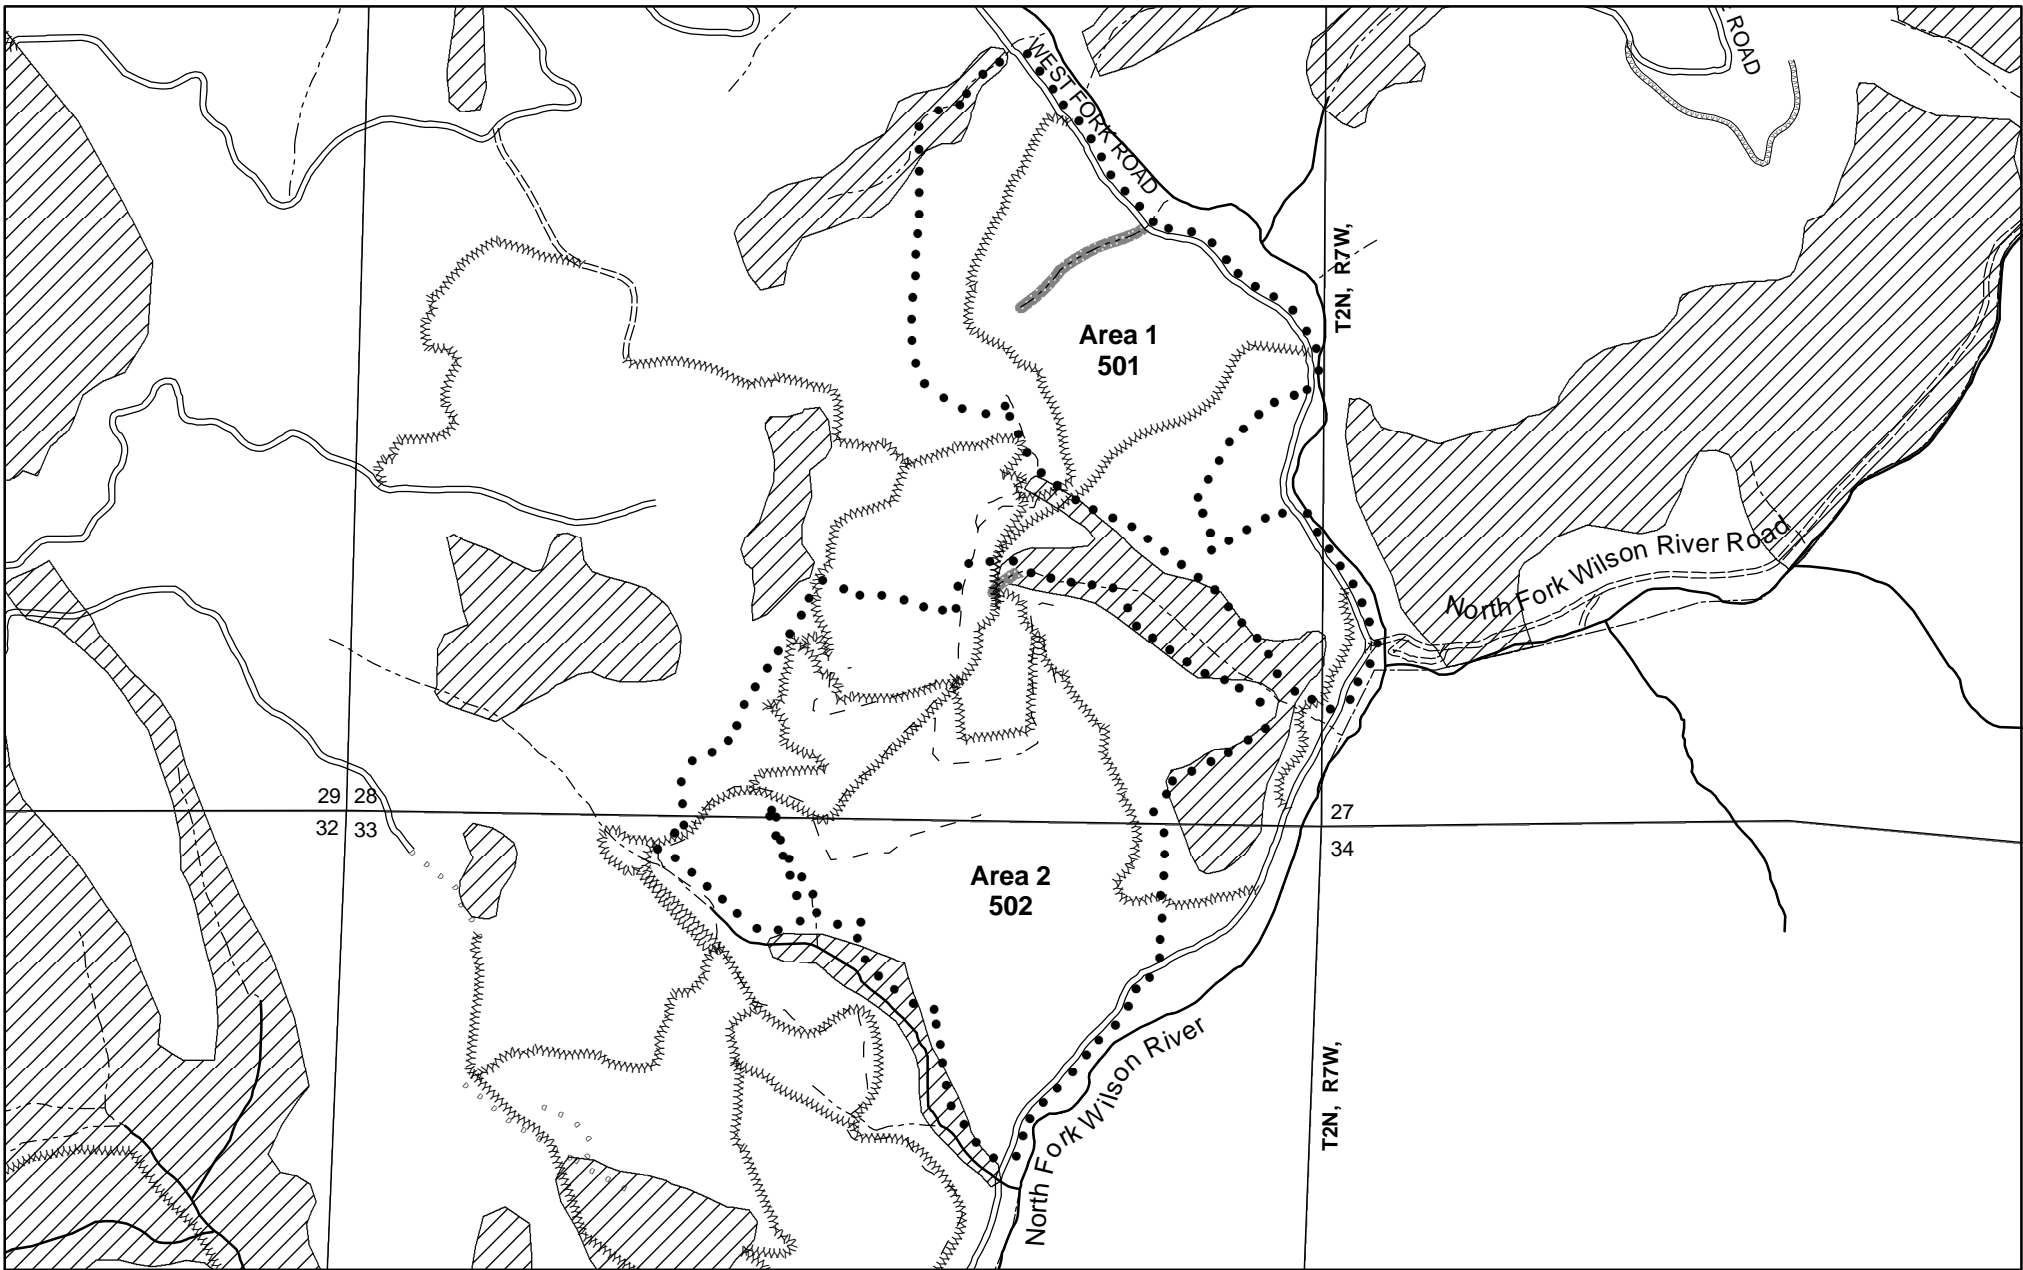 ROAD
WEST FORK ROAD
T2N, R7W,
Area 1
501
North Fork Wilson River Road
29 28
32 33
27
34
Area 2
502
North Fork Wilson River
T2N, R7W,